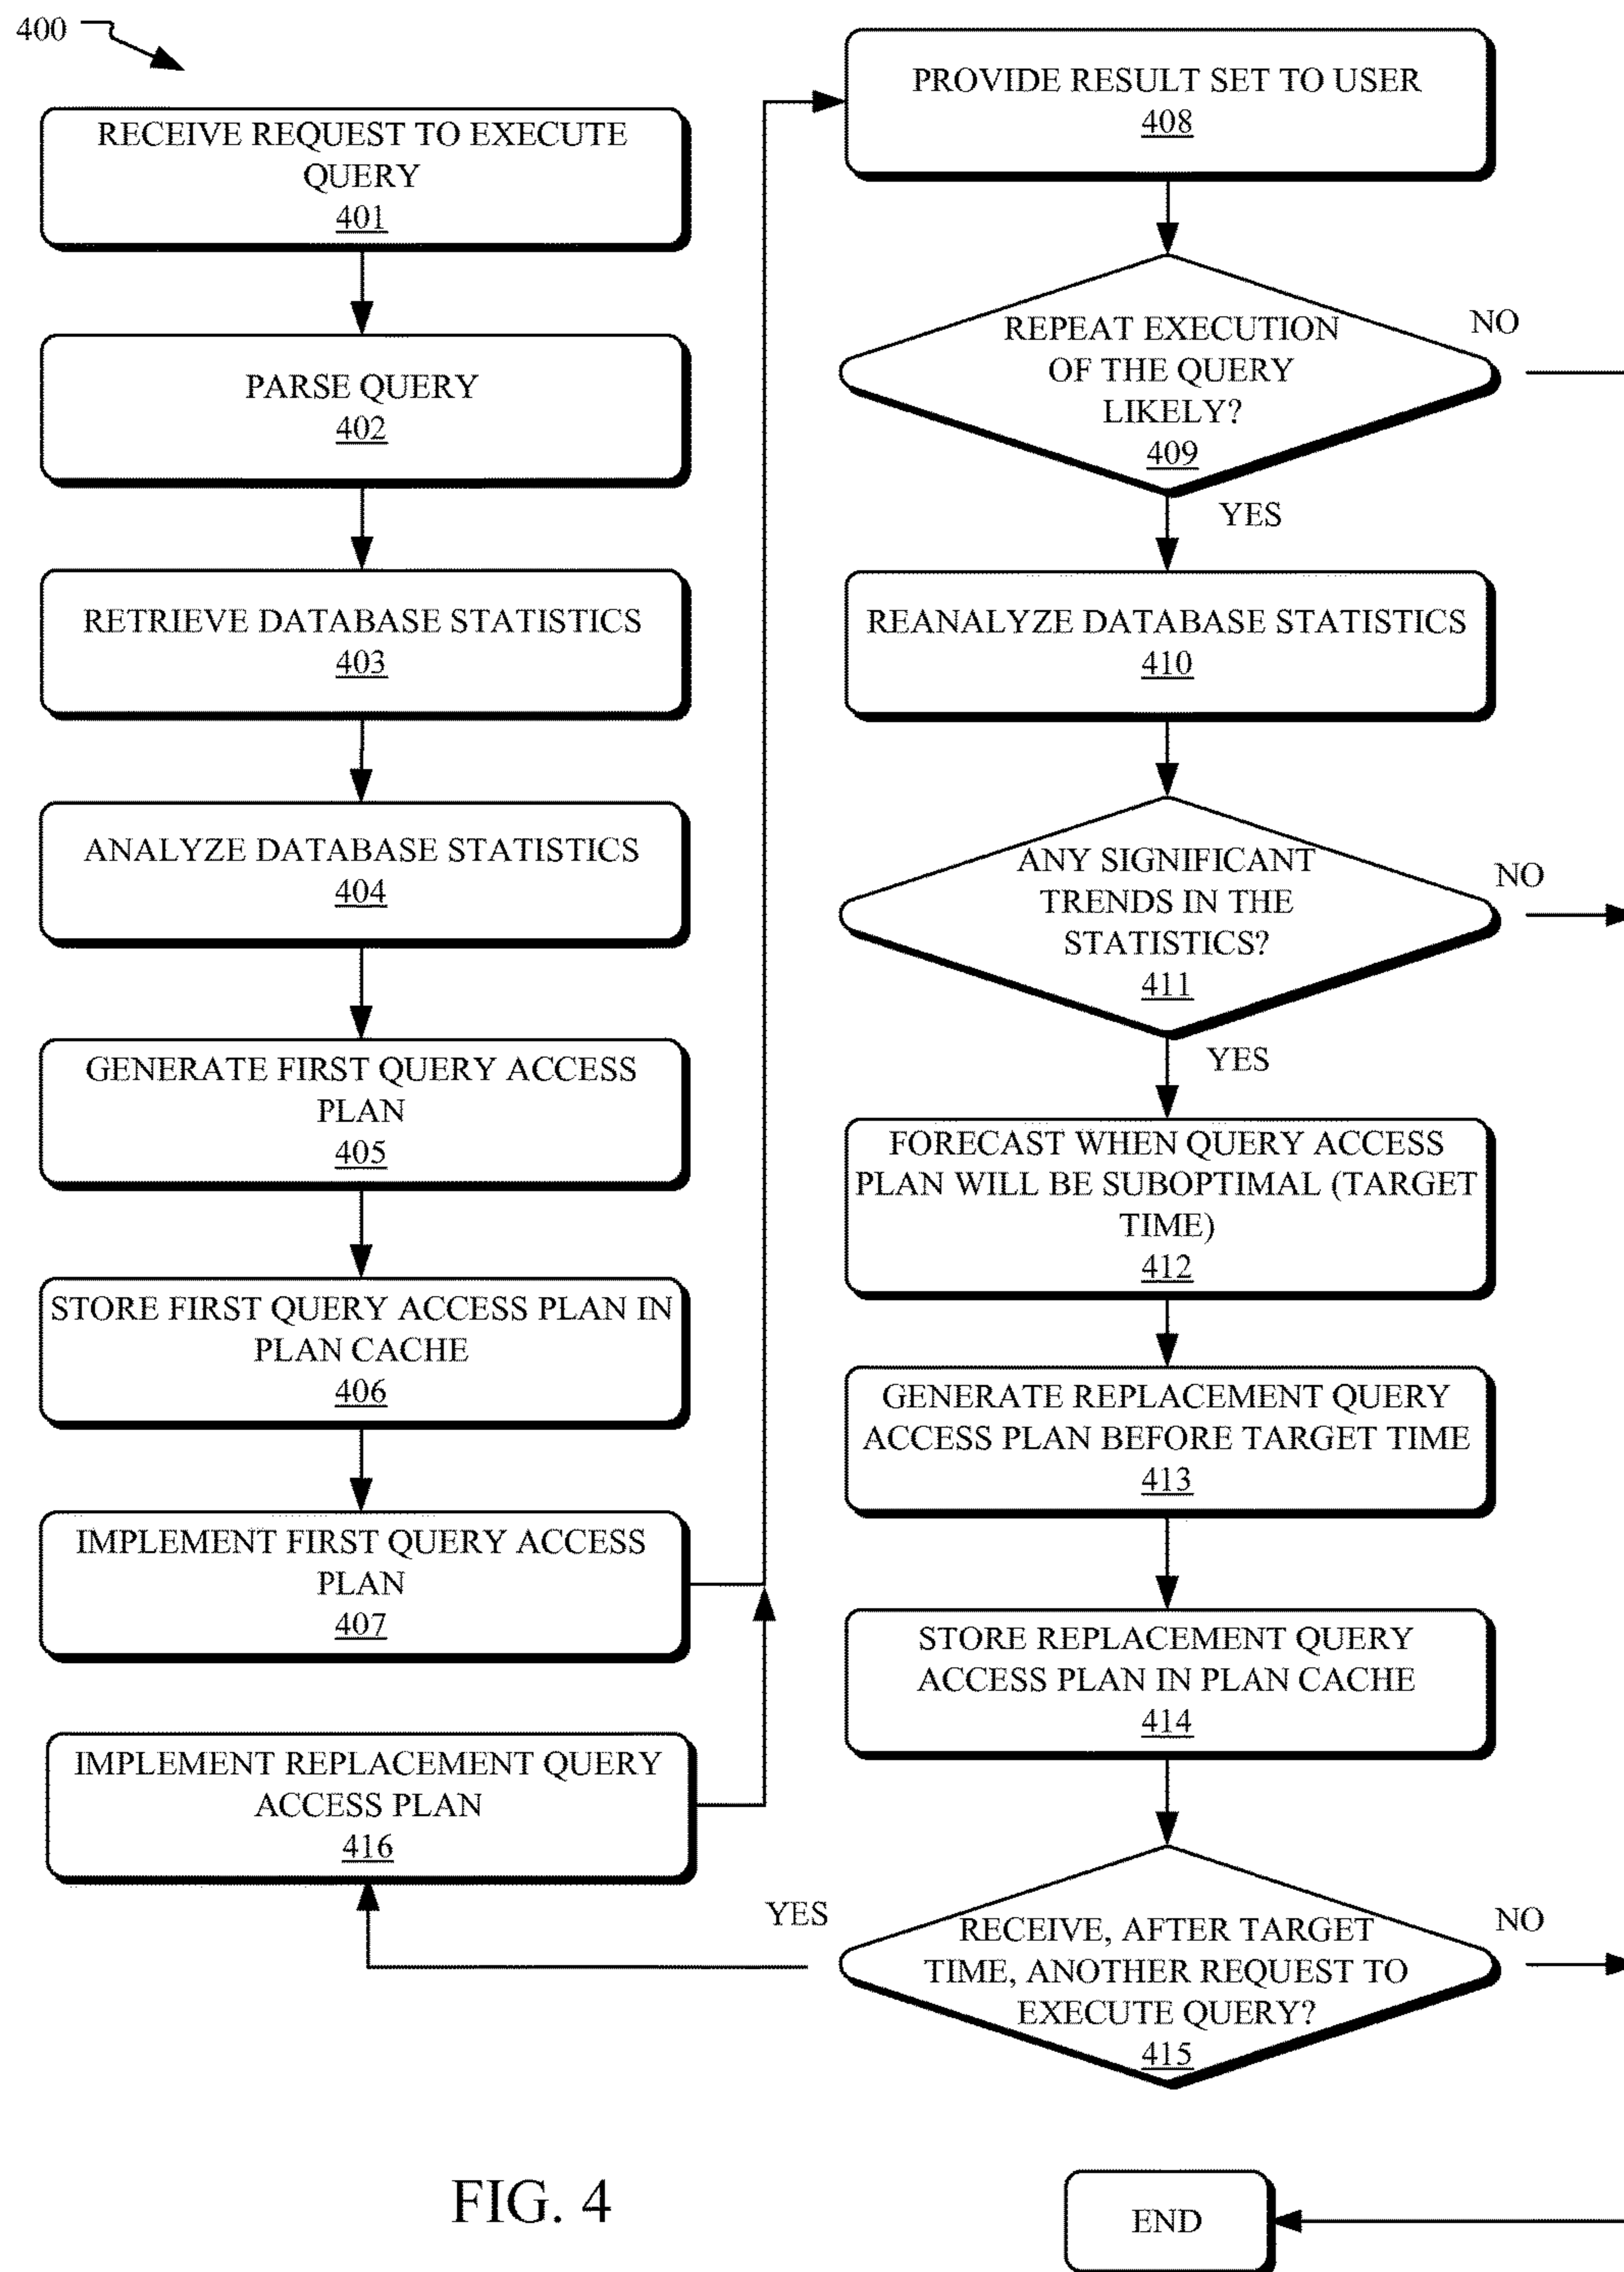 400
RECEIVE REQUEST TO EXECUTE
QUERY
401
PARSE QUERY
402
RETRIEVE DATABASE STATISTICS
403
ANALYZE DATABASE STATISTICS
404
GENERATE FIRST QUERY ACCESS
PLAN
405
STORE FIRST QUERY ACCESS PLAN IN
PLAN CACHE
406
IMPLEMENT FIRST QUERY ACCESS
PLAN
407
IMPLEMENT REPLACEMENT QUERY
ACCESS PLAN
416
PROVIDE RESULT SET TO USER
408
REPEAT EXECUTION
OF THE QUERY
LIKELY?
409
NO
YES
REANALYZE DATABASE STATISTICS
410
ANY SIGNIFICANT
TRENDS IN THE
STATISTICS?
411
NO
YES
FORECAST WHEN QUERY ACCESS
PLAN WILL BE SUBOPTIMAL (TARGET
TIME)
412
GENERATE REPLACEMENT QUERY
ACCESS PLAN BEFORE TARGET TIME
413
STORE REPLACEMENT QUERY
ACCESS PLAN IN PLAN CACHE
414
RECEIVE, AFTER TARGET
TIME, ANOTHER REQUEST TO
EXECUTE QUERY?
415
YES
NO
END
FIG. 4